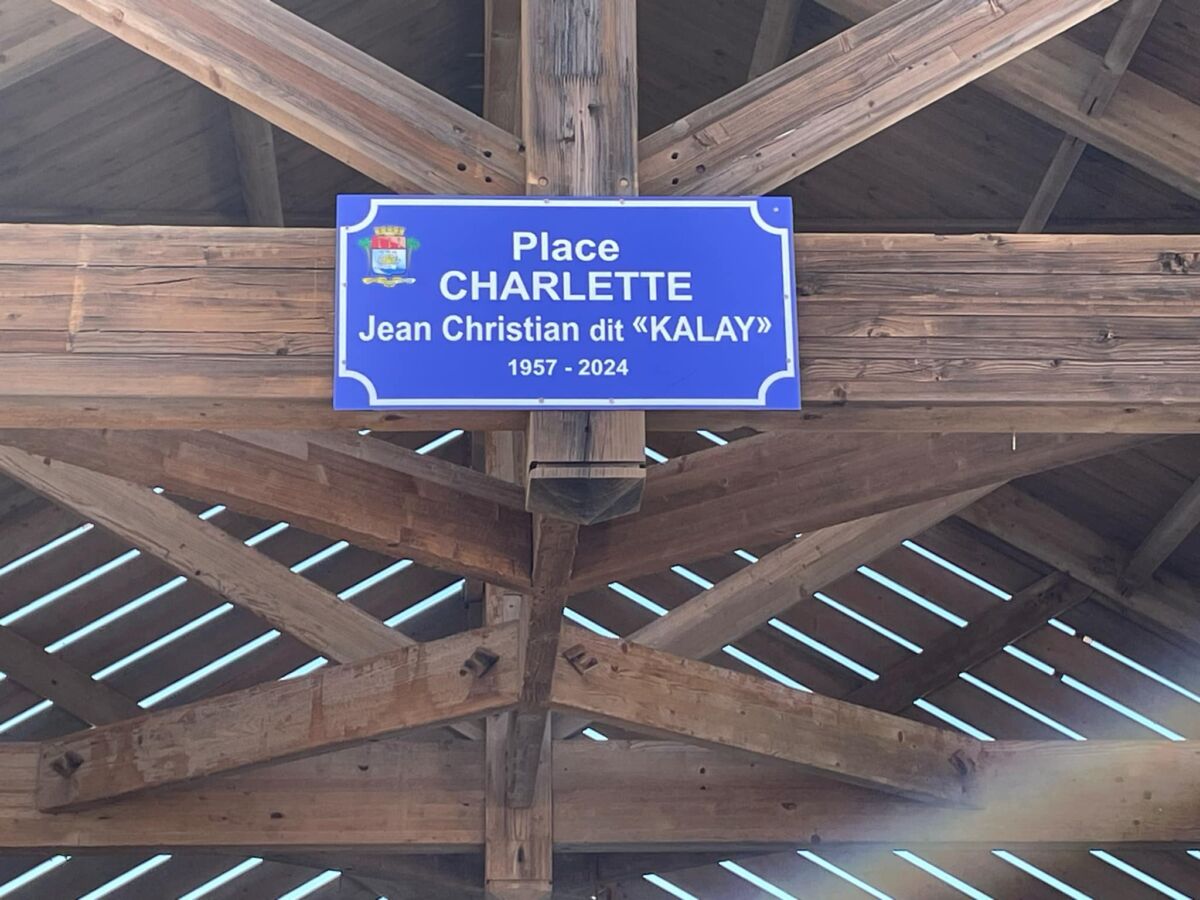 Place
CHARLETTE
Jean Christian dit «KALAY»
1957 - 2024